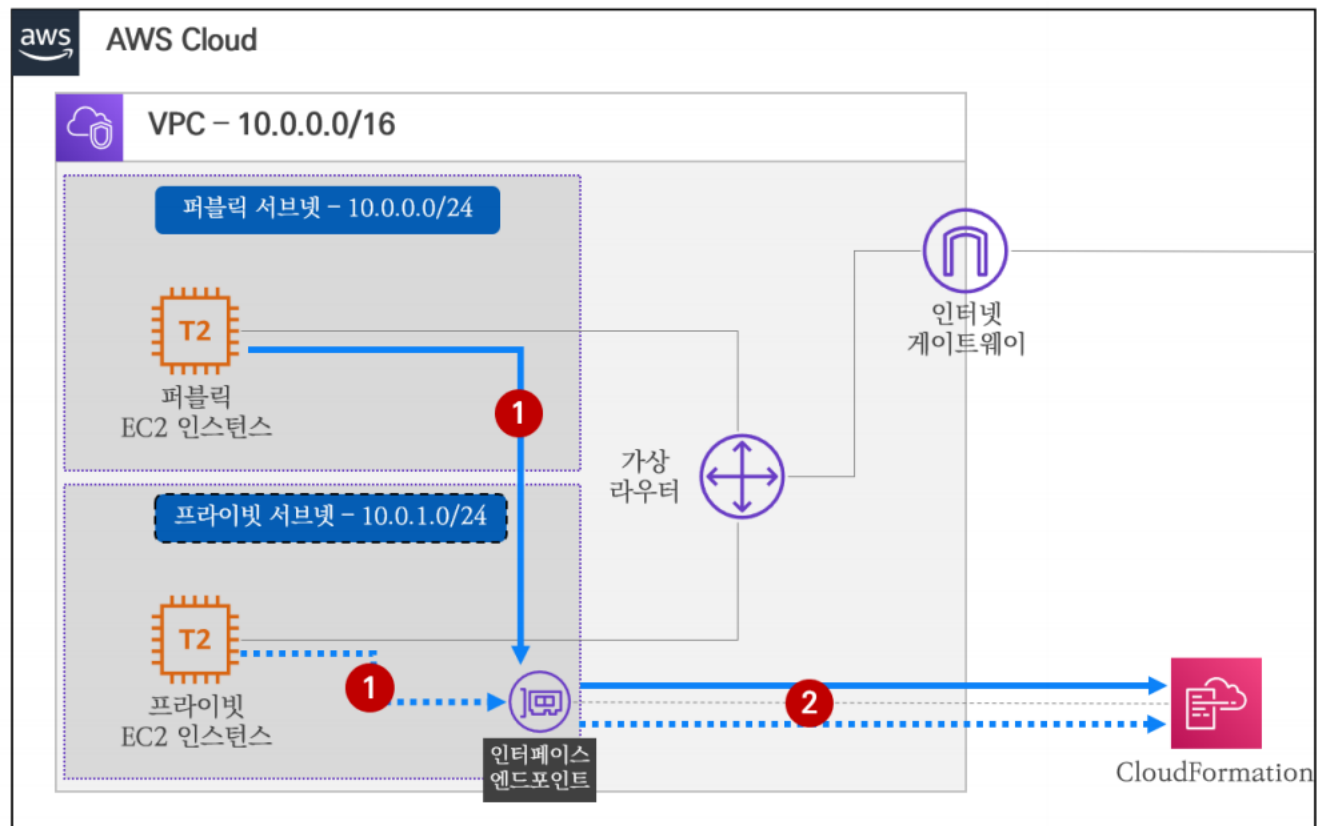 aws
AWS Cloud
VPC – 10.0.0.0/16
퍼블릭 서브넷 – 10.0.0.0/24
T2
퍼블릭
EC2 인스턴스
1
인터넷
게이트웨이
가상
라우터
프라이빗 서브넷 – 10.0.1.0/24
T2
프라이빗
EC2 인스턴스
1
인터페이스
엔드포인트
2
CloudFormation